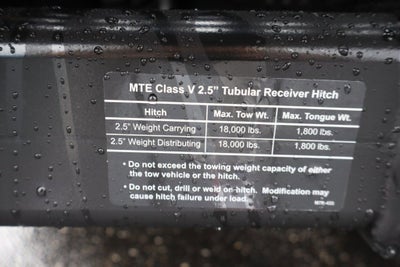 MTE Class V 2.5" Tubular Receiver Hitch
Hitch Max. Tow Wt. Max. Tongue Wt.
2.5" Weight Carrying 18,000 lbs. 1,800 lbs.
2.5" Weight Distributing 18,000 lbs. 1,800 lbs.
• Do not exceed the towing weight capacity of either
the tow vehicle or the hitch.
• Do not cut, drill or weld on hitch. Modification may
cause hitch failure under load.